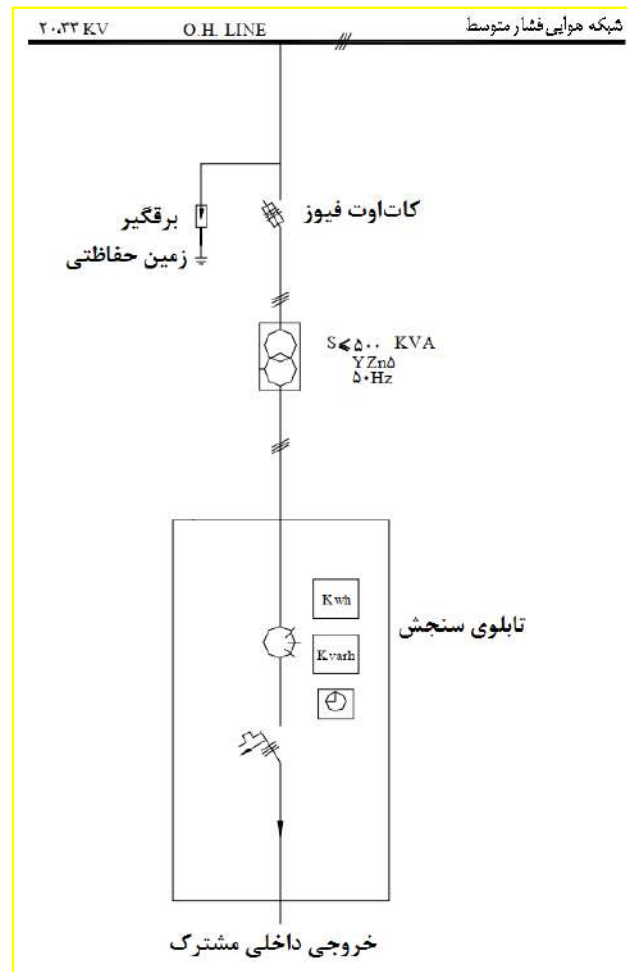 شبکه هوایی فشار متوسط
O.H. LINE
۲۰،۳۳ KV
کات‌اوت فیوز
برقگیر
زمین حفاظتی
S⩽۵۰۰ KVA
YZn۵
۵۰Hz
Kwh
تابلوی سنجش
Kvarh
خروجی داخلی مشترک